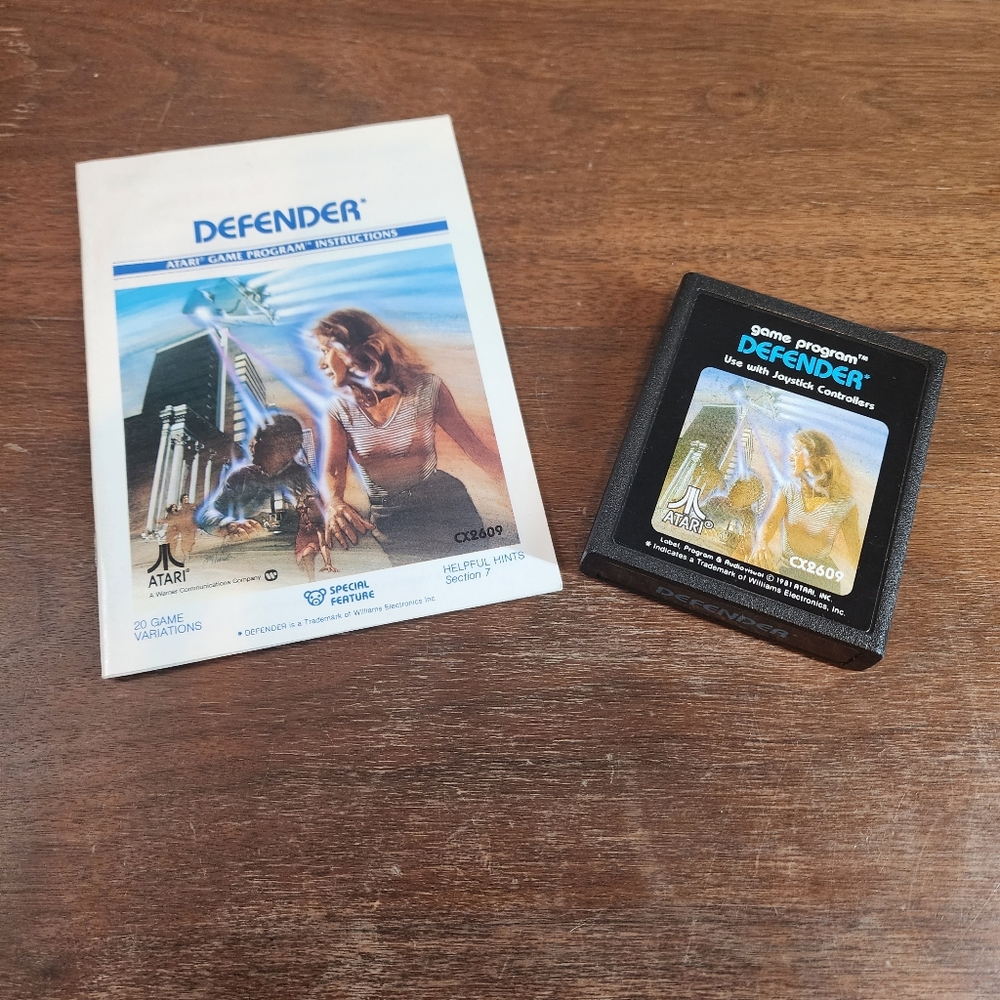 DEFENDER*
ATARI® GAME PROGRAM™ INSTRUCTIONS
CX2609
ATARI®
A Warner Communications Company
SPECIAL
FEATURE
HELPFUL HINTS
Section 7
20 GAME
VARIATIONS
* DEFENDER is a Trademark of Williams Electronics Inc.
game program™
DEFENDER*
Use with Joystick Controllers
ATARI®
CX2609
Label, Program & Audiovisual © 1981 ATARI, INC.
* Indicates a Trademark of Williams Electronics, Inc.
DEFENDER*